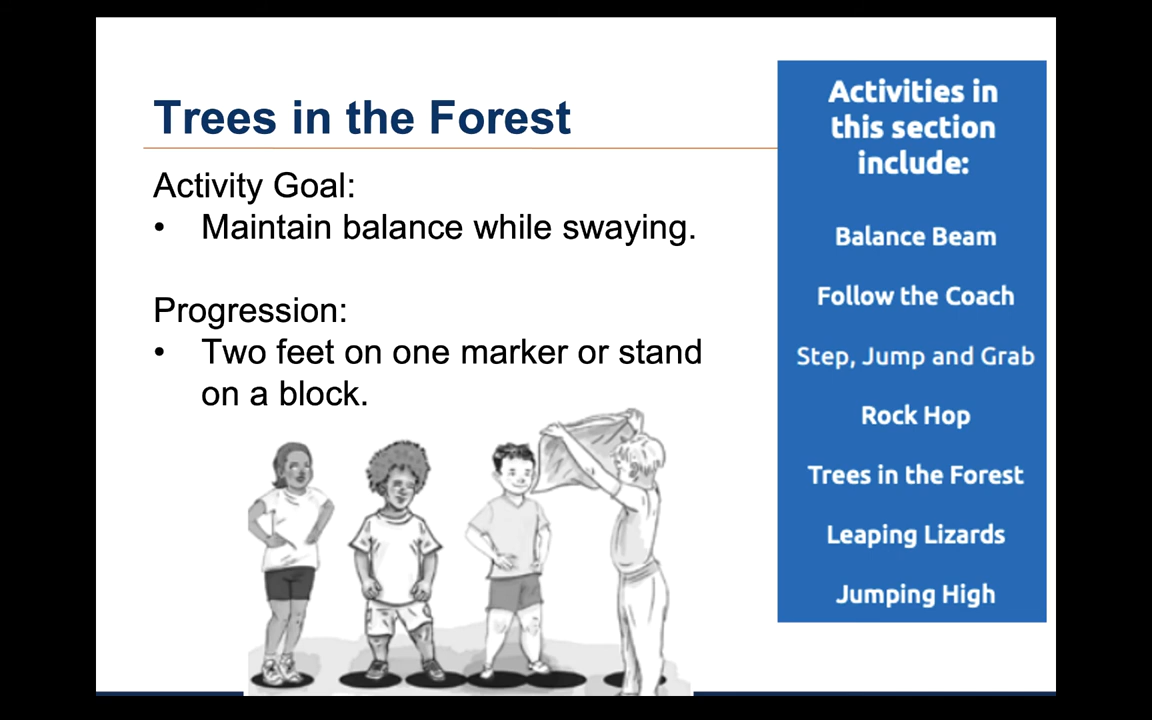 Trees in the Forest
Activity Goal:
• Maintain balance while swaying.
Progression:
• Two feet on one marker or stand
on a block.
Activities in
this section
include:
Balance Beam
Follow the Coach
Step, Jump and Grab
Rock Hop
Trees in the Forest
Leaping Lizards
Jumping High